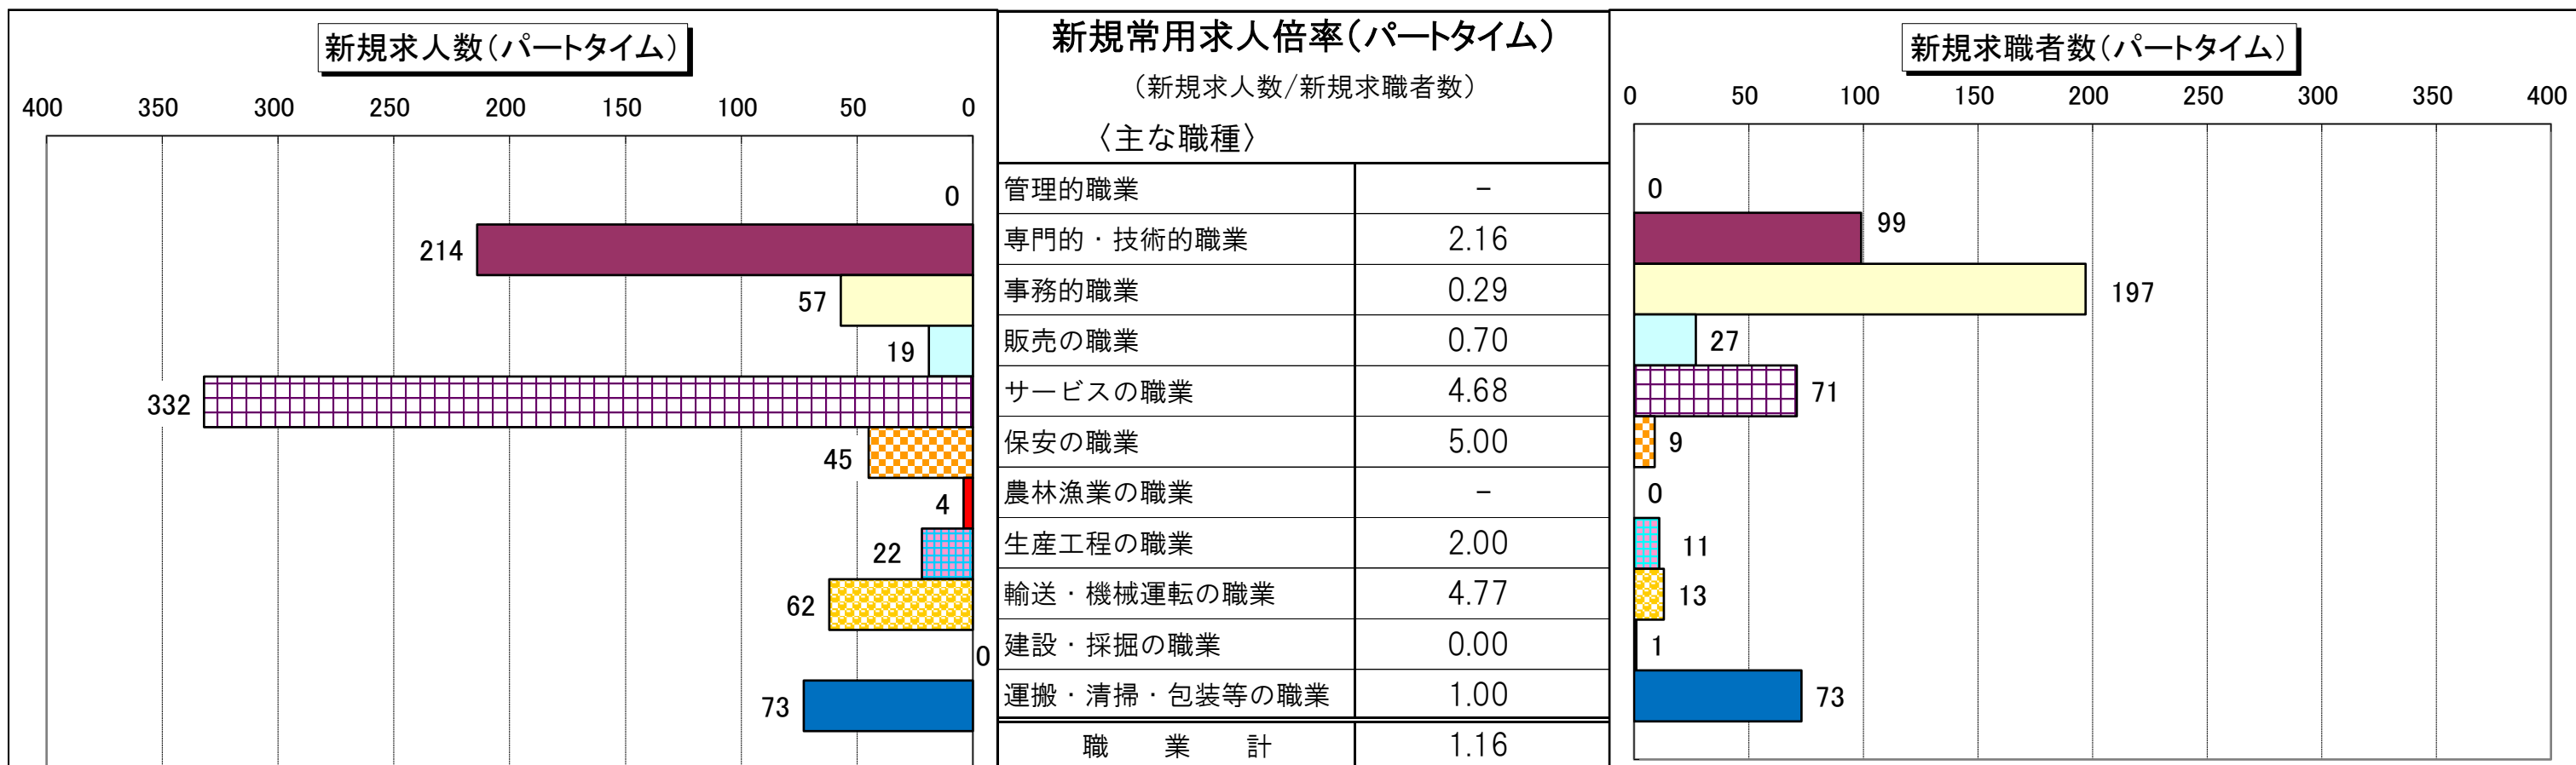 新規求人数(パートタイム)
400 350 300 250 200 150 100 50 0
0
214
57
19
332
45
4
22
62
0
73
新規常用求人倍率(パートタイム)
(新規求人数/新規求職者数)
〈主な職種〉
管理的職業 -
専門的・技術的職業 2.16
事務的職業 0.29
販売の職業 0.70
サービスの職業 4.68
保安の職業 5.00
農林漁業の職業 -
生産工程の職業 2.00
輸送・機械運転の職業 4.77
建設・採掘の職業 0.00
運搬・清掃・包装等の職業 1.00
職 業 計 1.16
新規求職者数(パートタイム)
0 50 100 150 200 250 300 350 400
0
99
197
27
71
9
0
11
13
1
73